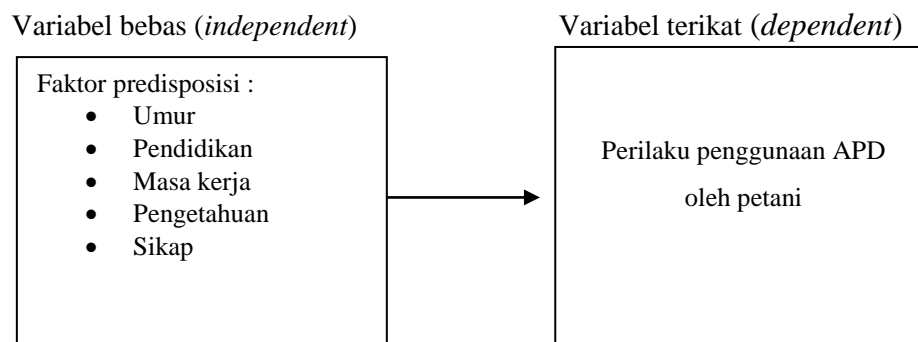 Variabel bebas (independent)
Variabel terikat (dependent)
Faktor predisposisi :
• Umur
• Pendidikan
• Masa kerja
• Pengetahuan
• Sikap
Perilaku penggunaan APD
oleh petani